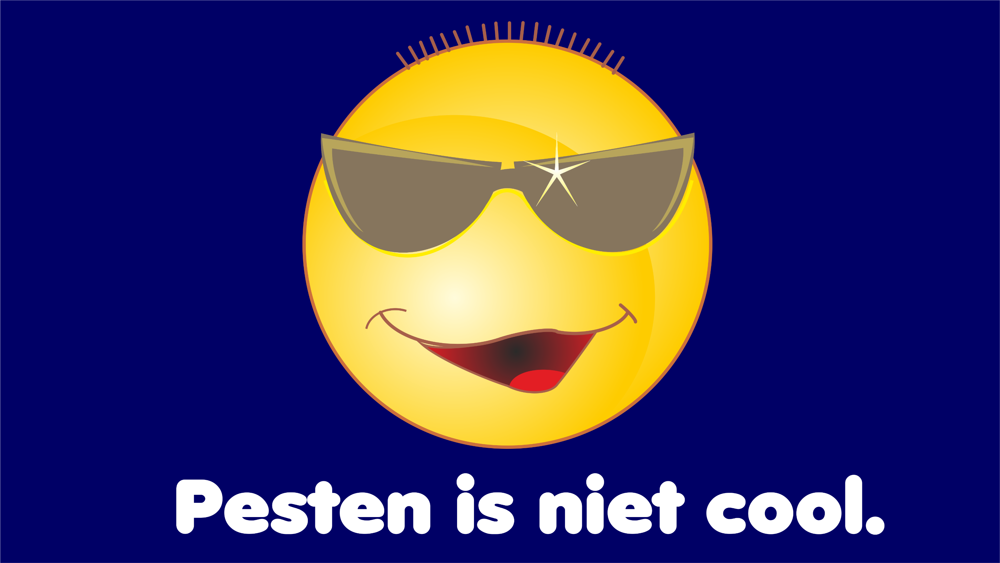 Pesten is niet cool.